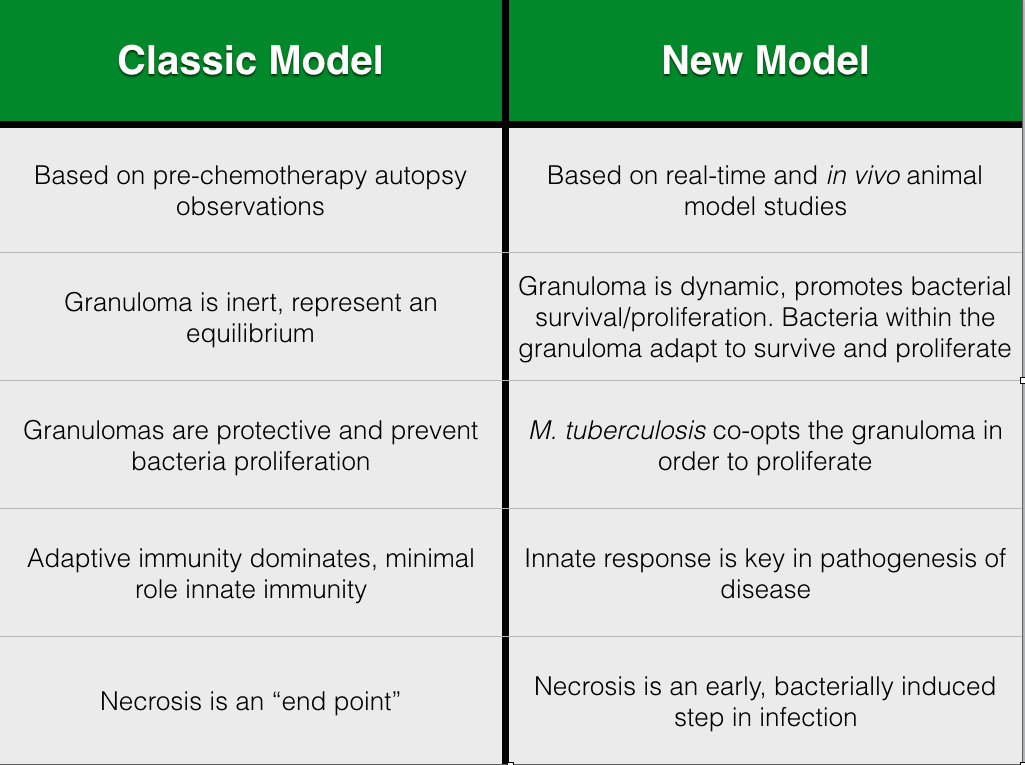 Classic Model
New Model
Based on pre-chemotherapy autopsy
observations
Based on real-time and in vivo animal
model studies
Granuloma is inert, represent an
equilibrium
Granuloma is dynamic, promotes bacterial
survival/proliferation. Bacteria within the
granuloma adapt to survive and proliferate
Granulomas are protective and prevent
bacteria proliferation
M. tuberculosis co-opts the granuloma in
order to proliferate
Adaptive immunity dominates, minimal
role innate immunity
Innate response is key in pathogenesis of
disease
Necrosis is an “end point”
Necrosis is an early, bacterially induced
step in infection